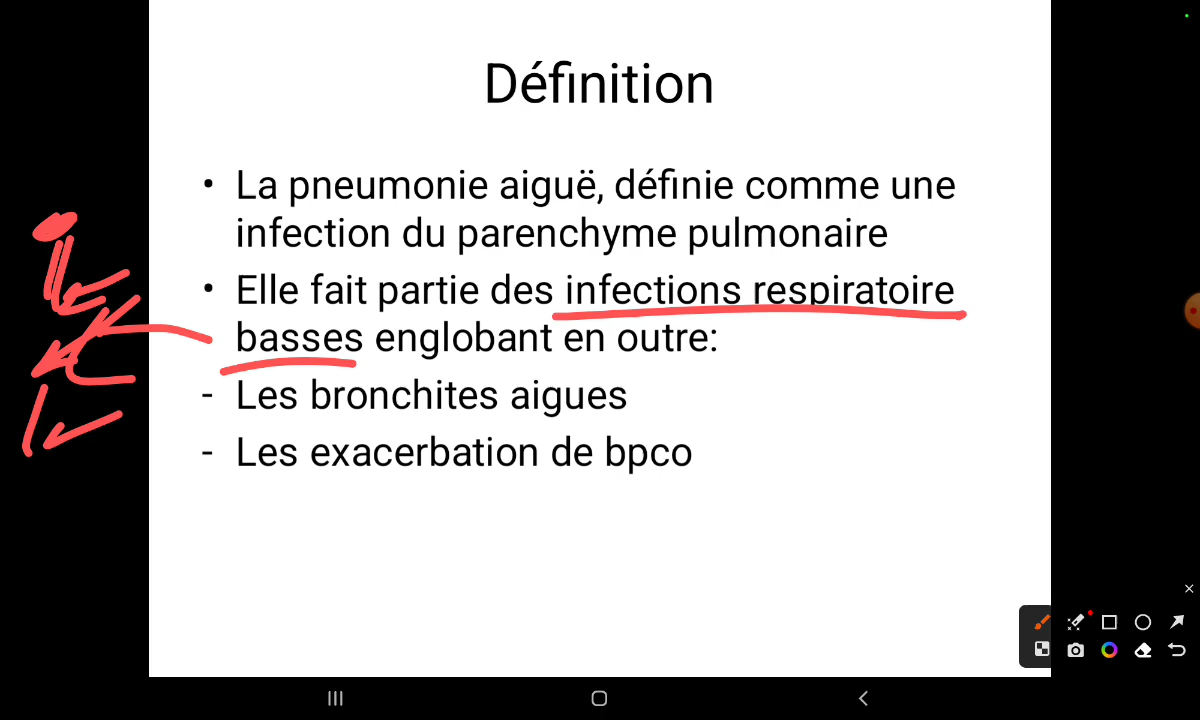 Définition
• La pneumonie aiguë, définie comme une
infection du parenchyme pulmonaire
• Elle fait partie des infections respiratoire
basses englobant en outre:
- Les bronchites aigues
- Les exacerbation de bpco